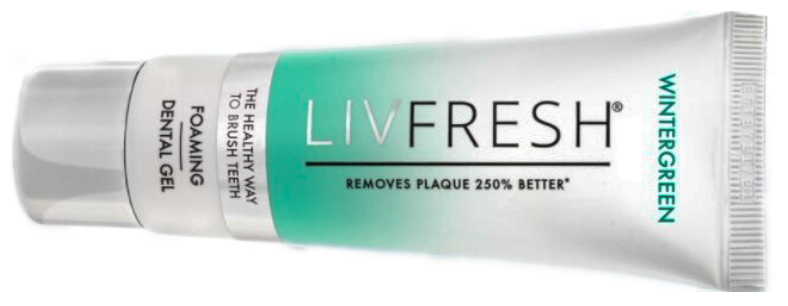 LIVFRESH®
REMOVES PLAQUE 250% BETTER*
THE HEALTHY WAY
TO BRUSH TEETH
FOAMING
DENTAL GEL
WINTERGREEN